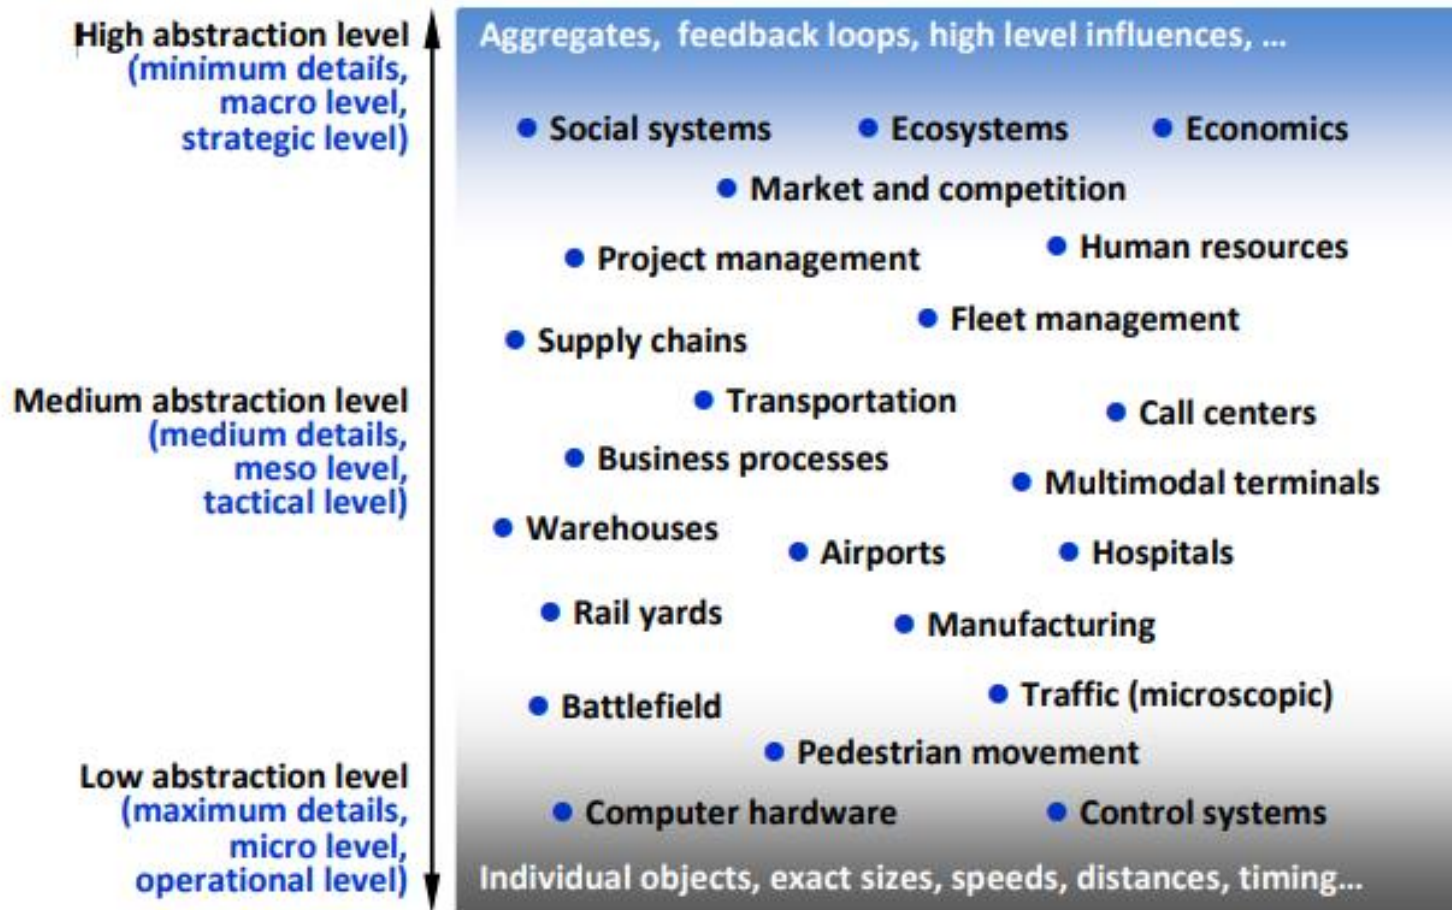 High abstraction level
(minimum details,
macro level,
strategic level)
Aggregates, feedback loops, high level influences, ...
• Social systems
• Ecosystems
• Economics
• Market and competition
• Project management
• Human resources
• Fleet management
• Supply chains
Medium abstraction level
(medium details,
meso level,
tactical level)
• Transportation
• Call centers
• Business processes
• Multimodal terminals
• Warehouses
• Airports
• Hospitals
• Rail yards
• Manufacturing
• Battlefield
• Traffic (microscopic)
• Pedestrian movement
Low abstraction level
(maximum details,
micro level,
operational level)
• Computer hardware
• Control systems
Individual objects, exact sizes, speeds, distances, timing...